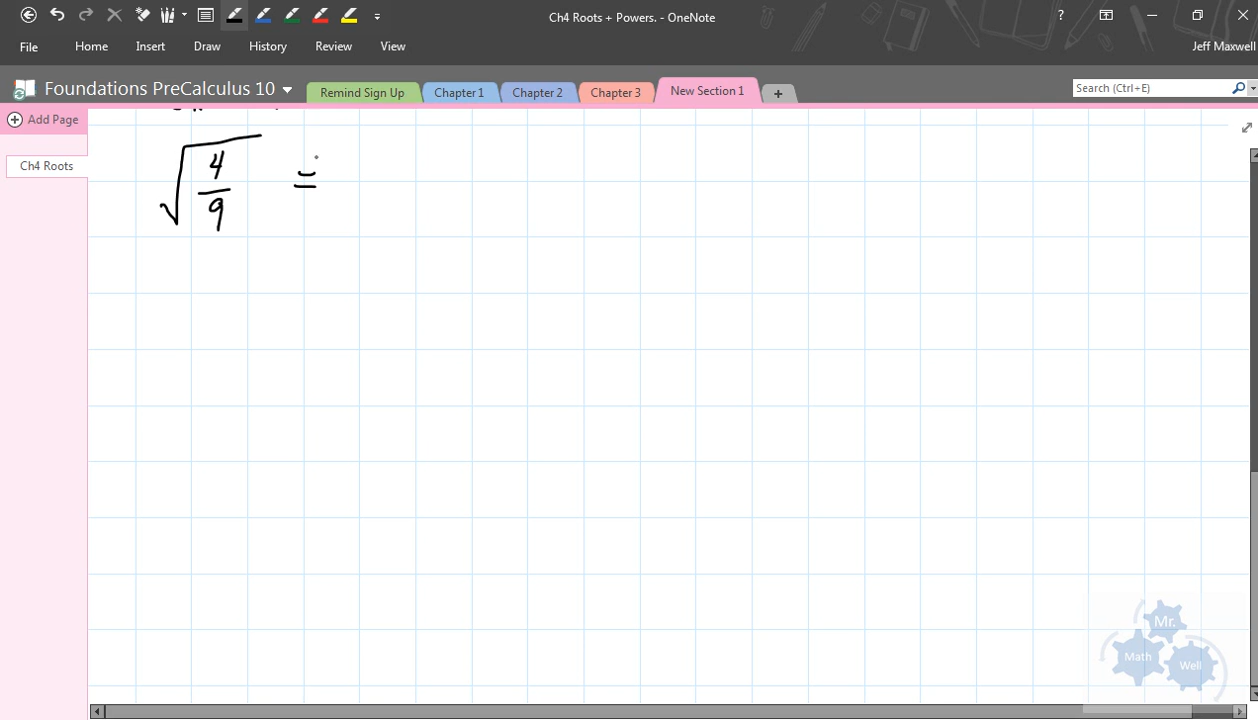 Ch4 Roots + Powers. - OneNote
?
File Home Insert Draw History Review View
Jeff Maxwell
Foundations PreCalculus 10
Remind Sign Up Chapter 1 Chapter 2 Chapter 3 New Section 1 +
Search (Ctrl+E)
Add Page
Ch4 Roots
√(4/9) =
Mr.
Math
Well